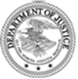 DEPARTMENT OF JUSTICE